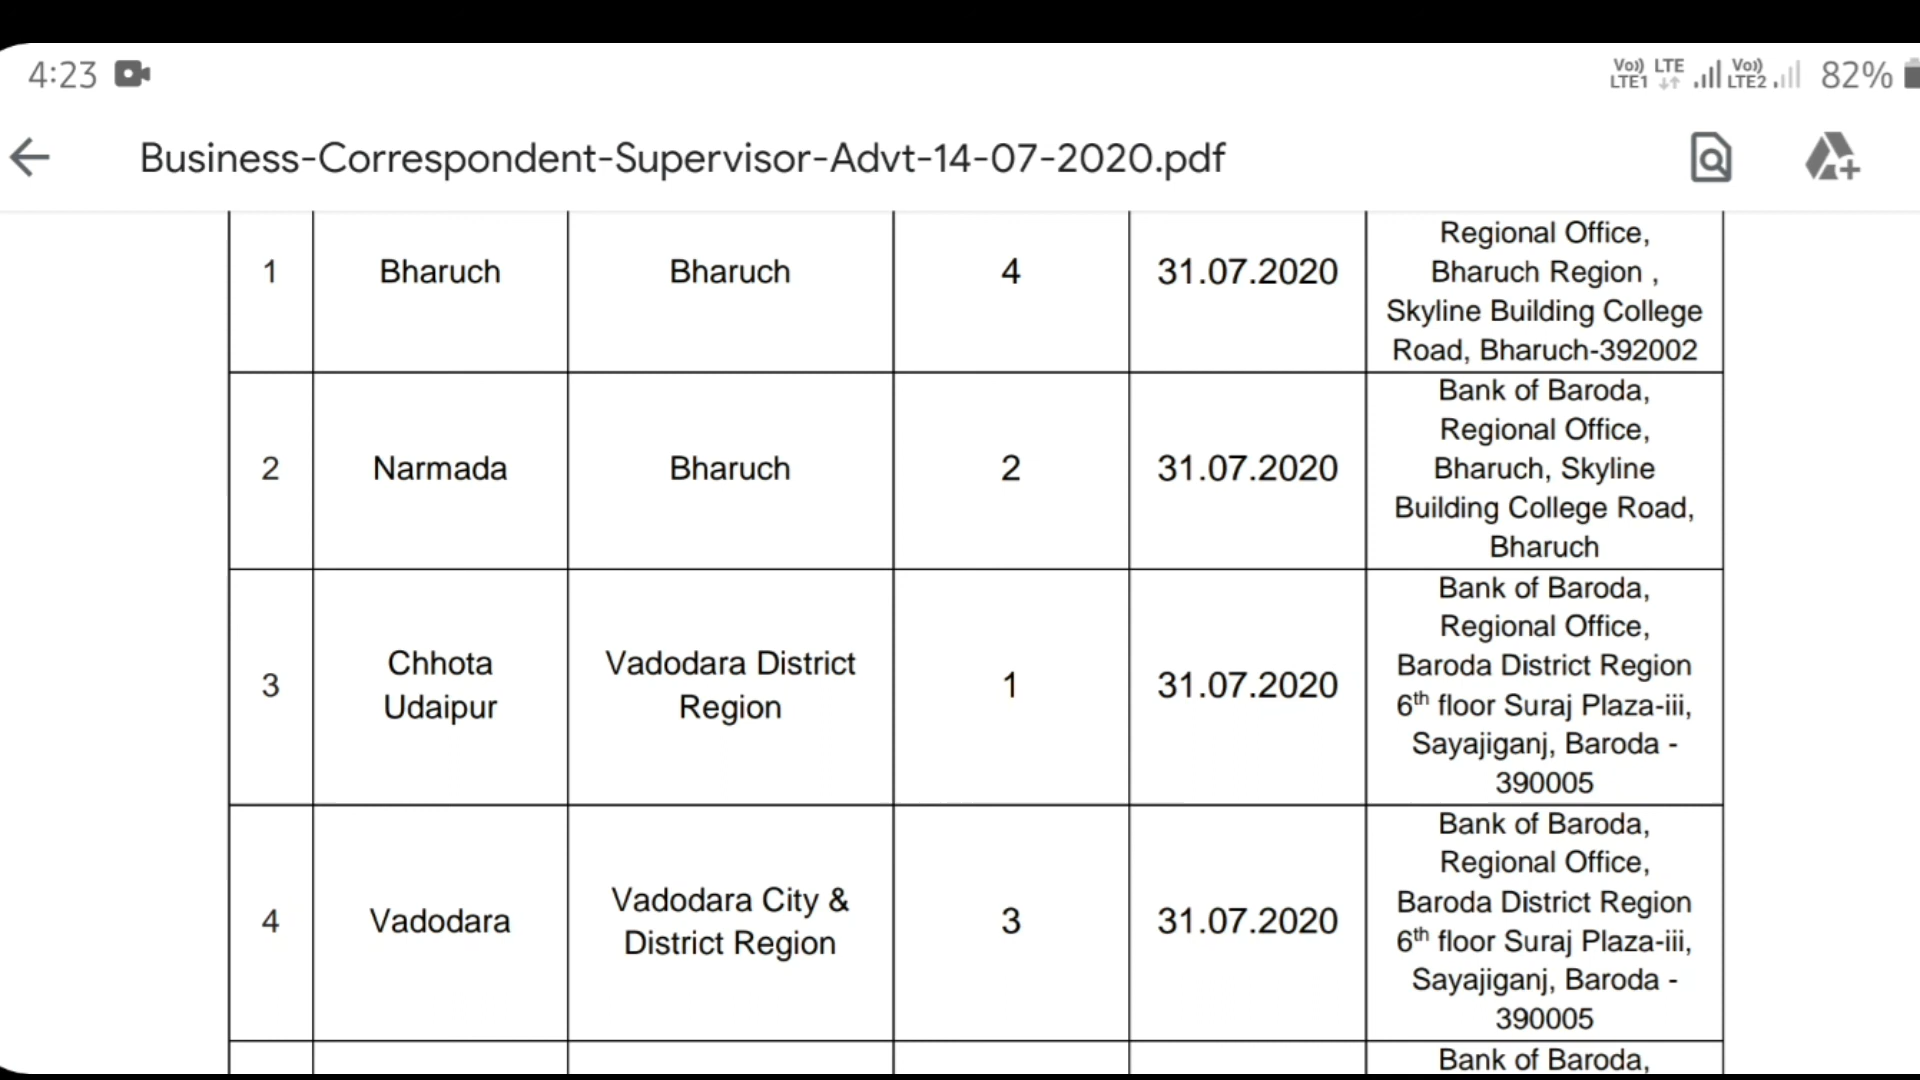 4:23
Vo)) LTE LTE1 Vo)) LTE2 82%
Business-Correspondent-Supervisor-Advt-14-07-2020.pdf
1
Bharuch
Bharuch
4
31.07.2020
Regional Office,
Bharuch Region ,
Skyline Building College
Road, Bharuch-392002
2
Narmada
Bharuch
2
31.07.2020
Bank of Baroda,
Regional Office,
Bharuch, Skyline
Building College Road,
Bharuch
3
Chhota
Udaipur
Vadodara District
Region
1
31.07.2020
Bank of Baroda,
Regional Office,
Baroda District Region
6th floor Suraj Plaza-iii,
Sayajiganj, Baroda -
390005
4
Vadodara
Vadodara City &
District Region
3
31.07.2020
Bank of Baroda,
Regional Office,
Baroda District Region
6th floor Suraj Plaza-iii,
Sayajiganj, Baroda -
390005
Bank of Baroda,